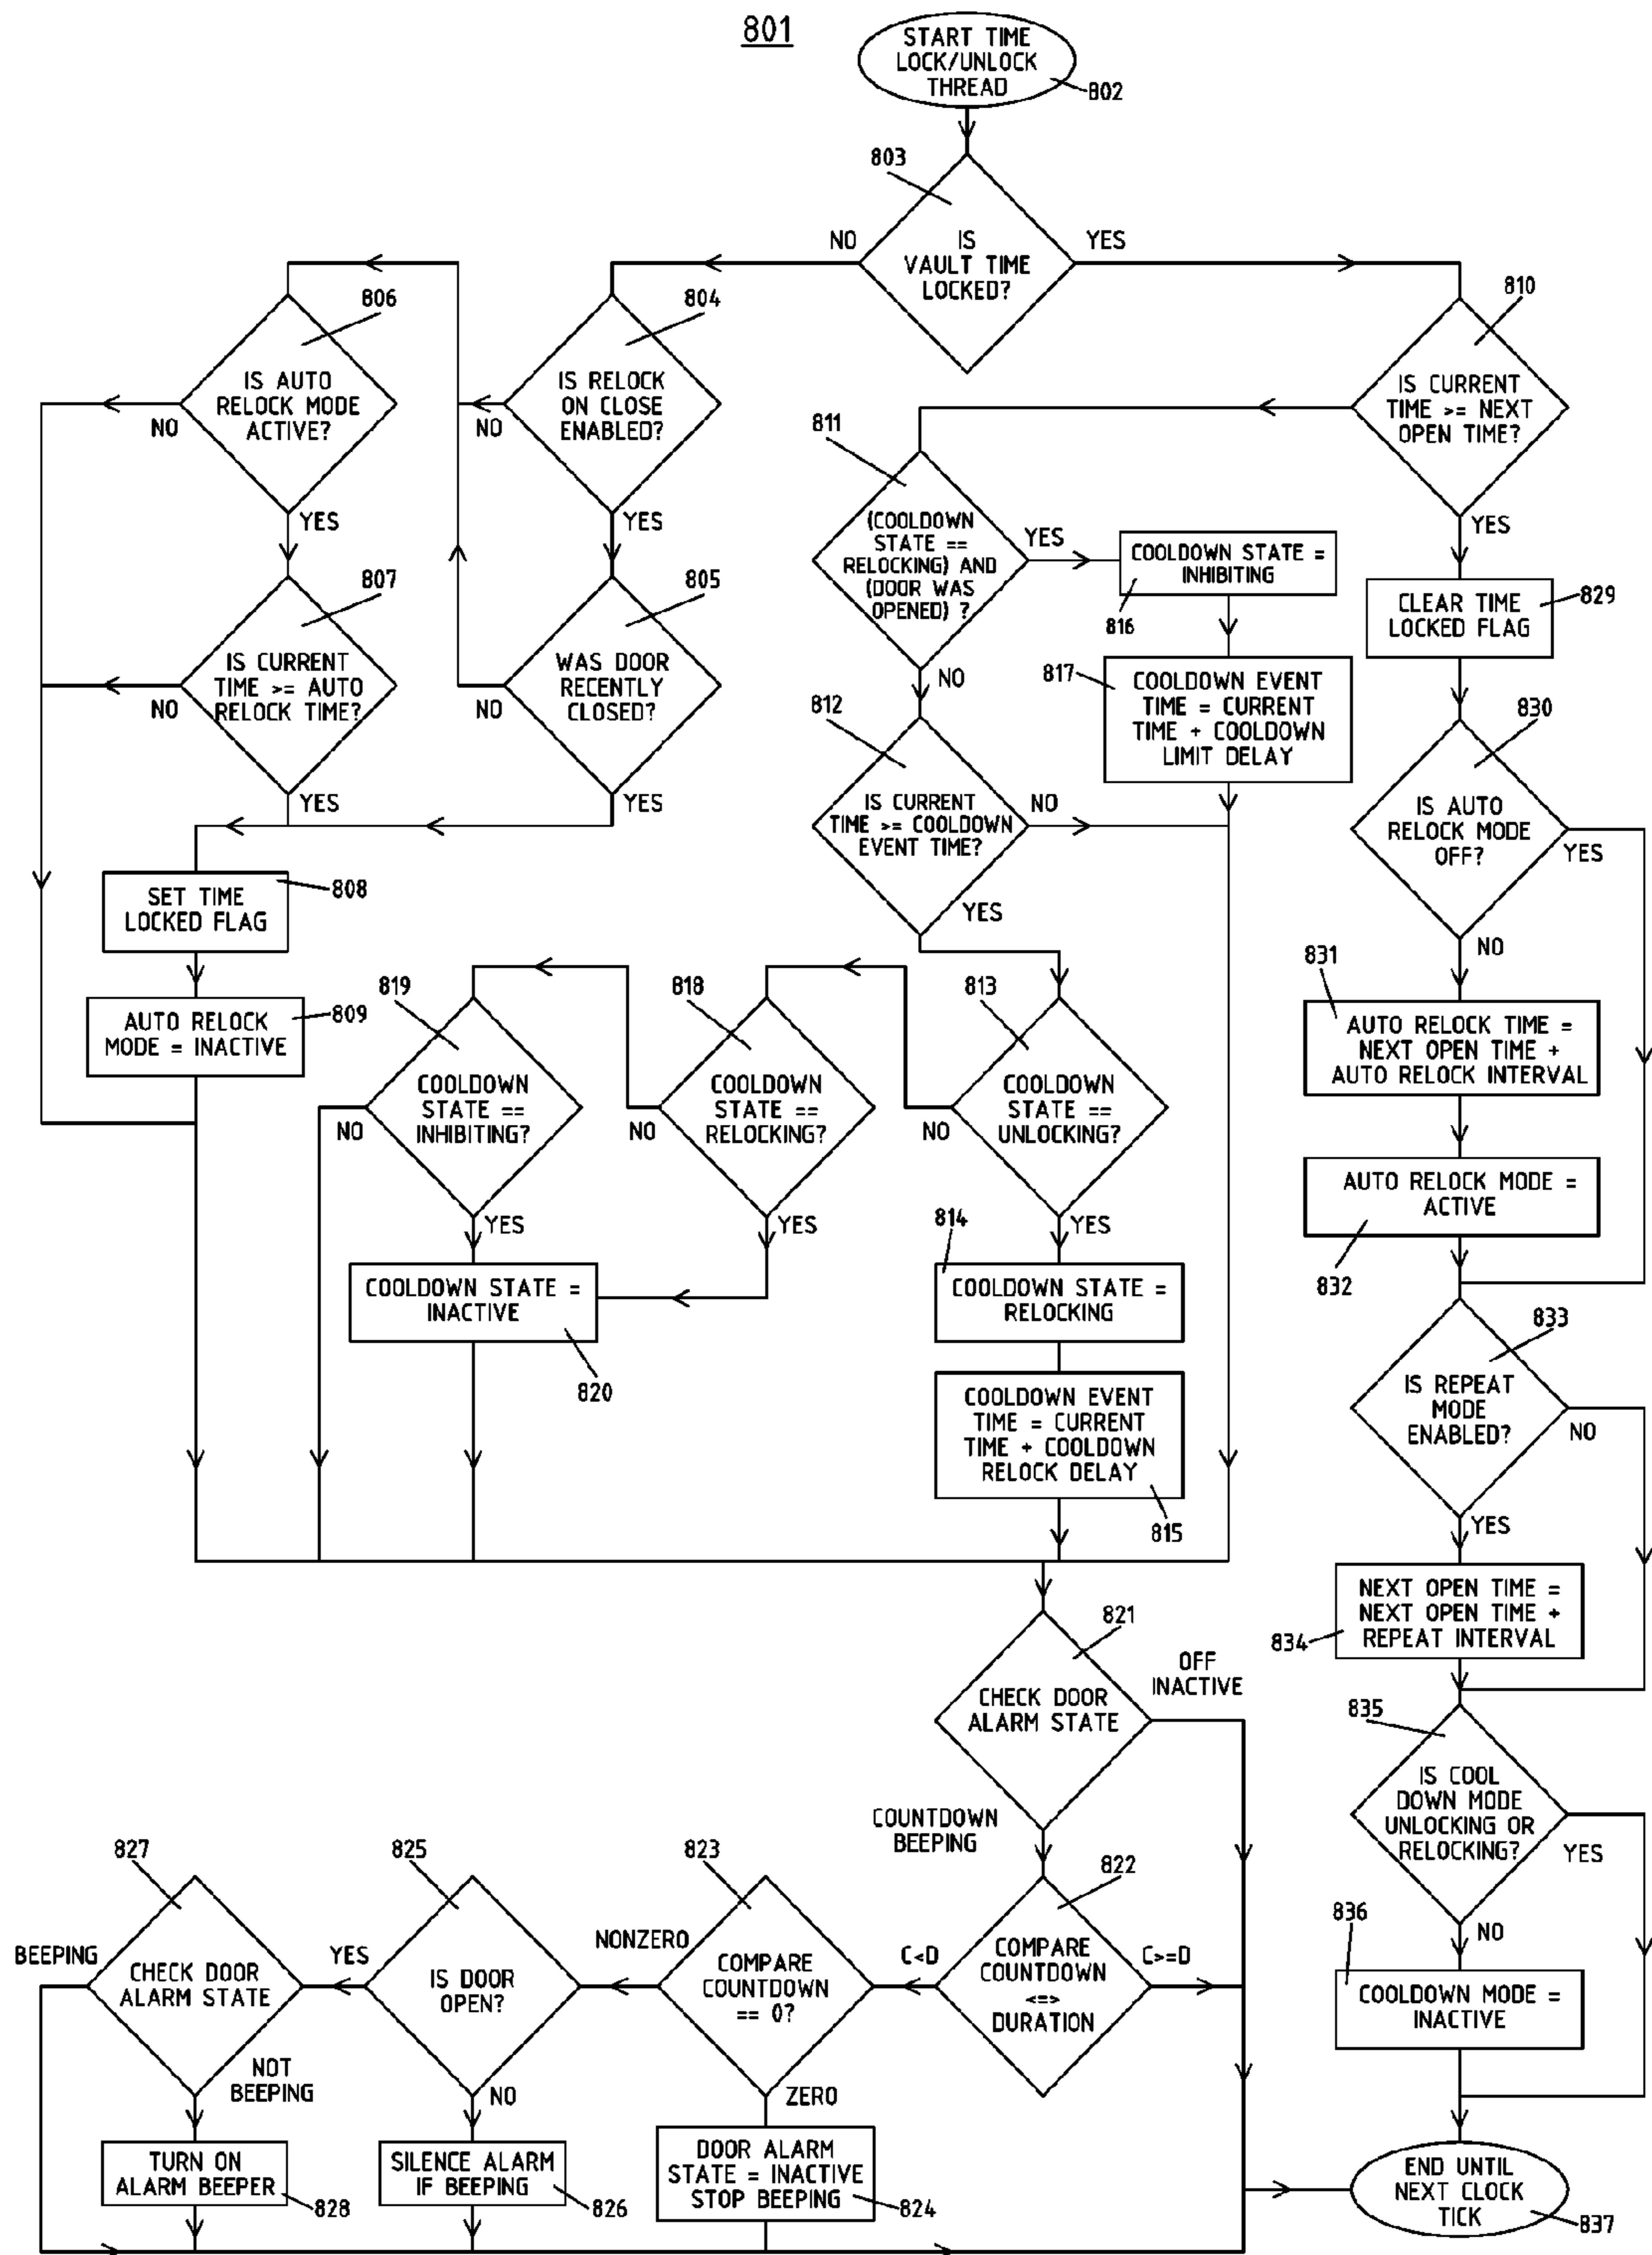 801
START TIME
LOCK/UNLOCK
THREAD
802
803
IS
VAULT TIME
LOCKED?
NO
YES
806
IS AUTO
RELOCK MODE
ACTIVE?
NO
YES
804
IS RELOCK
ON CLOSE
ENABLED?
NO
YES
810
IS CURRENT
TIME >= NEXT
OPEN TIME?
YES
811
(COOLDOWN
STATE ==
RELOCKING) AND
(DOOR WAS
OPENED) ?
YES
NO
COOLDOWN STATE =
INHIBITING
816
CLEAR TIME
LOCKED FLAG
829
807
IS CURRENT
TIME >= AUTO
RELOCK TIME?
NO
YES
805
WAS DOOR
RECENTLY
CLOSED?
NO
YES
817
COOLDOWN EVENT
TIME = CURRENT
TIME + COOLDOWN
LIMIT DELAY
812
IS CURRENT
TIME >= COOLDOWN
EVENT TIME?
NO
YES
830
IS AUTO
RELOCK MODE
OFF?
YES
NO
SET TIME
LOCKED FLAG
808
AUTO RELOCK
MODE = INACTIVE
809
819
COOLDOWN
STATE ==
INHIBITING?
NO
YES
818
COOLDOWN
STATE ==
RELOCKING?
NO
YES
813
COOLDOWN
STATE ==
UNLOCKING?
NO
YES
831
AUTO RELOCK TIME =
NEXT OPEN TIME +
AUTO RELOCK INTERVAL
AUTO RELOCK MODE =
ACTIVE
832
COOLDOWN STATE =
INACTIVE
820
814
COOLDOWN STATE =
RELOCKING
COOLDOWN EVENT
TIME = CURRENT
TIME + COOLDOWN
RELOCK DELAY
815
833
IS REPEAT
MODE
ENABLED?
NO
YES
NEXT OPEN TIME =
NEXT OPEN TIME +
REPEAT INTERVAL
834
821
CHECK DOOR
ALARM STATE
OFF
INACTIVE
COUNTDOWN
BEEPING
835
IS COOL
DOWN MODE
UNLOCKING OR
RELOCKING?
YES
NO
827
CHECK DOOR
ALARM STATE
BEEPING
NOT
BEEPING
825
IS DOOR
OPEN?
YES
NO
823
COMPARE
COUNTDOWN
== 0?
NONZERO
ZERO
822
COMPARE
COUNTDOWN
<=>
DURATION
C<D
C>=D
836
COOLDOWN MODE =
INACTIVE
TURN ON
ALARM BEEPER
828
SILENCE ALARM
IF BEEPING
826
DOOR ALARM
STATE = INACTIVE
STOP BEEPING
824
END UNTIL
NEXT CLOCK
TICK
837